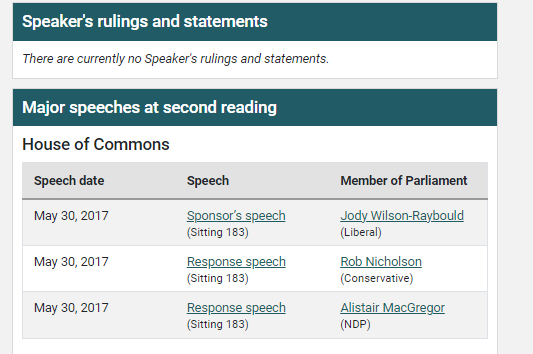 Speaker's rulings and statements
There are currently no Speaker's rulings and statements.
Major speeches at second reading
House of Commons
Speech date Speech Member of Parliament
May 30, 2017 Sponsor's speech Jody Wilson-Raybould
(Sitting 183) (Liberal)
May 30, 2017 Response speech Rob Nicholson
(Sitting 183) (Conservative)
May 30, 2017 Response speech Alistair MacGregor
(Sitting 183) (NDP)